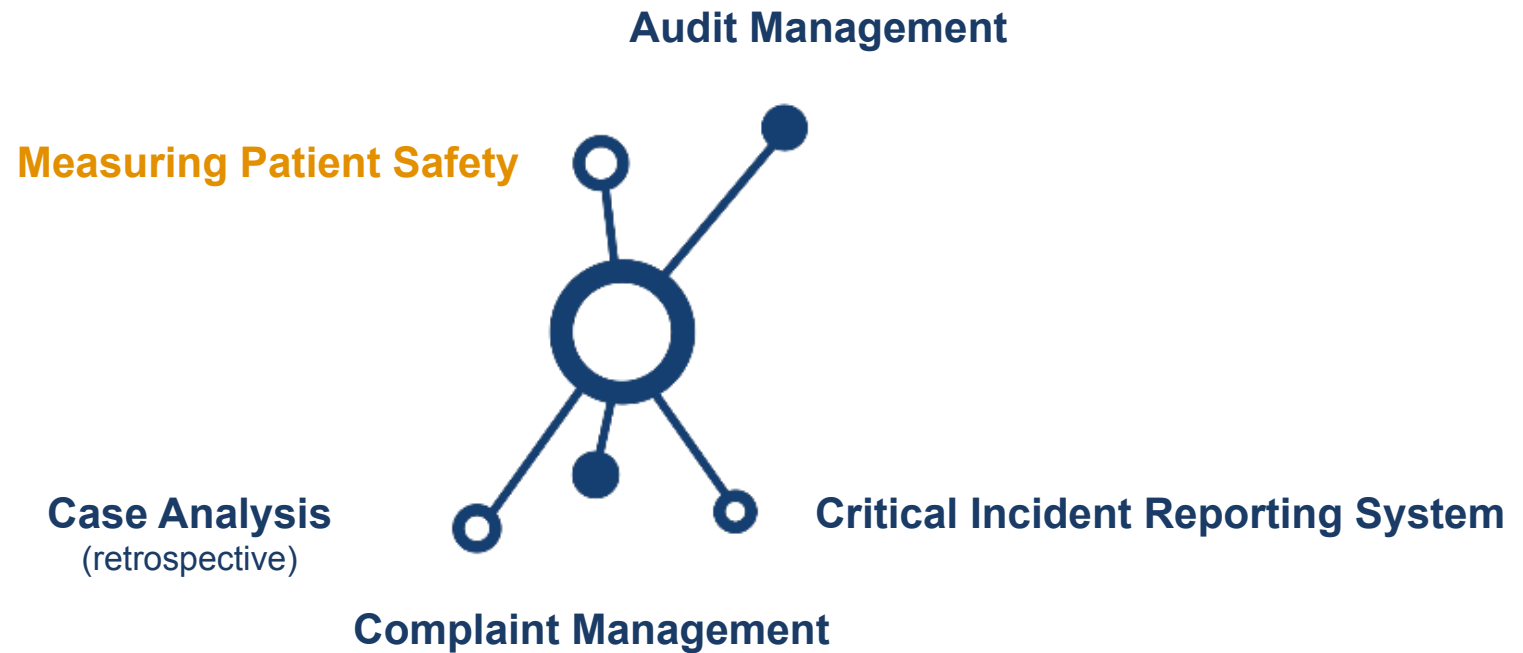 Audit Management
Measuring Patient Safety
Case Analysis
(retrospective)
Critical Incident Reporting System
Complaint Management